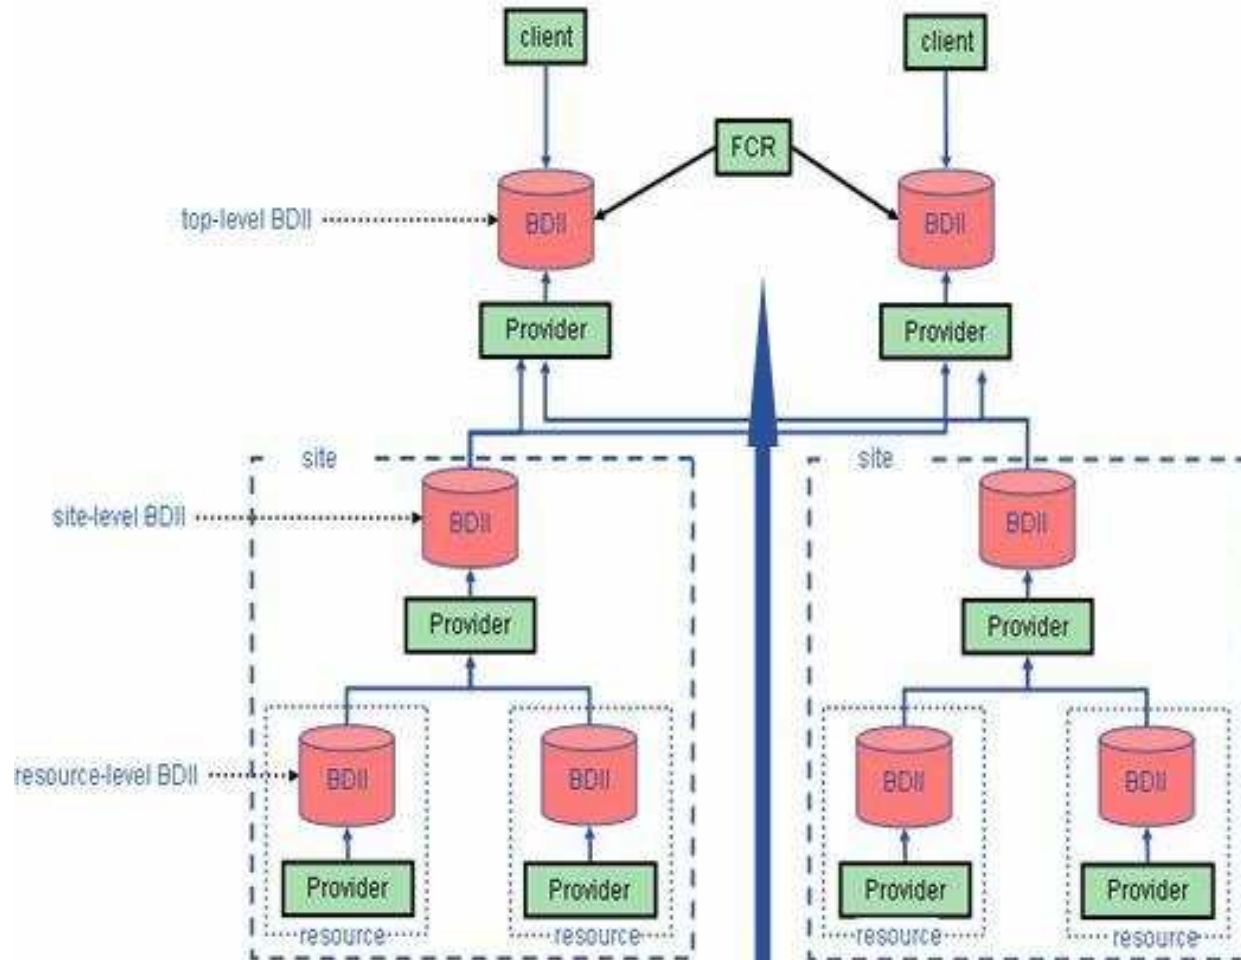 client
client
FCR
top-level BDII
BDII
BDII
Provider
Provider
site
site
site-level BDII
BDII
BDII
Provider
Provider
resource-level BDII
BDII
BDII
BDII
BDII
Provider
Provider
Provider
Provider
resource
resource
resource
resource